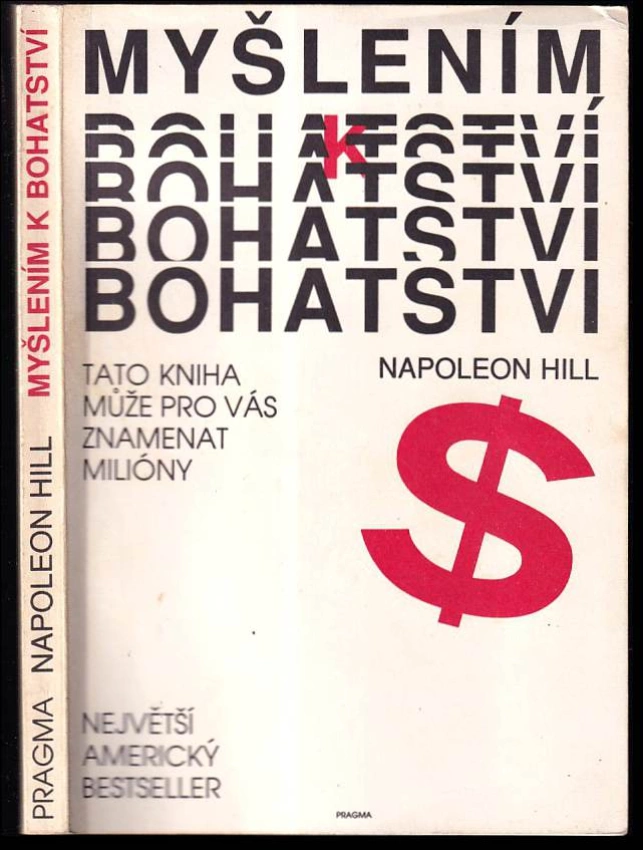 MYŠLENÍM
K
BOHATSTVÍ
BOHATSTVÍ
BOHATSTVÍ
BOHATSTVÍ
NAPOLEON HILL
TATO KNIHA
MŮŽE PRO VÁS
ZNAMENAT
MILIÓNY
$
NEJVĚTŠÍ
AMERICKÝ
BESTSELLER
PRAGMA
PRAGMA NAPOLEON HILL MYŠLENÍM K BOHATSTVÍ